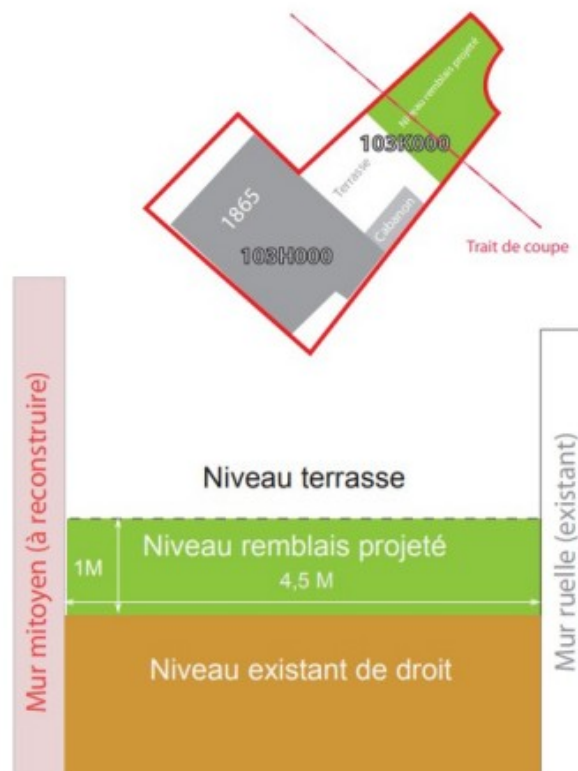 Niveau remblais projeté
103K000
Terrasse
1865
Cabanon
103H000
Trait de coupe
Mur mitoyen (à reconstruire)
Niveau terrasse
Mur ruelle (existant)
Niveau remblais projeté
1M
4,5 M
Niveau existant de droit